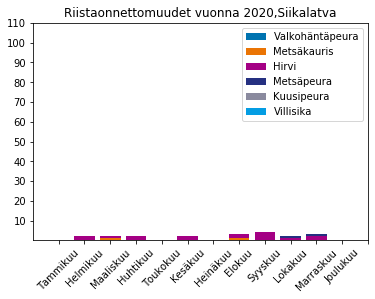 Riistaonnettomuudet vuonna 2020,Siikalatva
110
100
90
80
70
60
50
40
30
20
10
Valkohäntäpeura
Metsäkauris
Hirvi
Metsäpeura
Kuusipeura
Villisika
Tammikuu
Helmikuu
Maaliskuu
Huhtikuu
Toukokuu
Kesäkuu
Heinäkuu
Elokuu
Syyskuu
Lokakuu
Marraskuu
Joulukuu